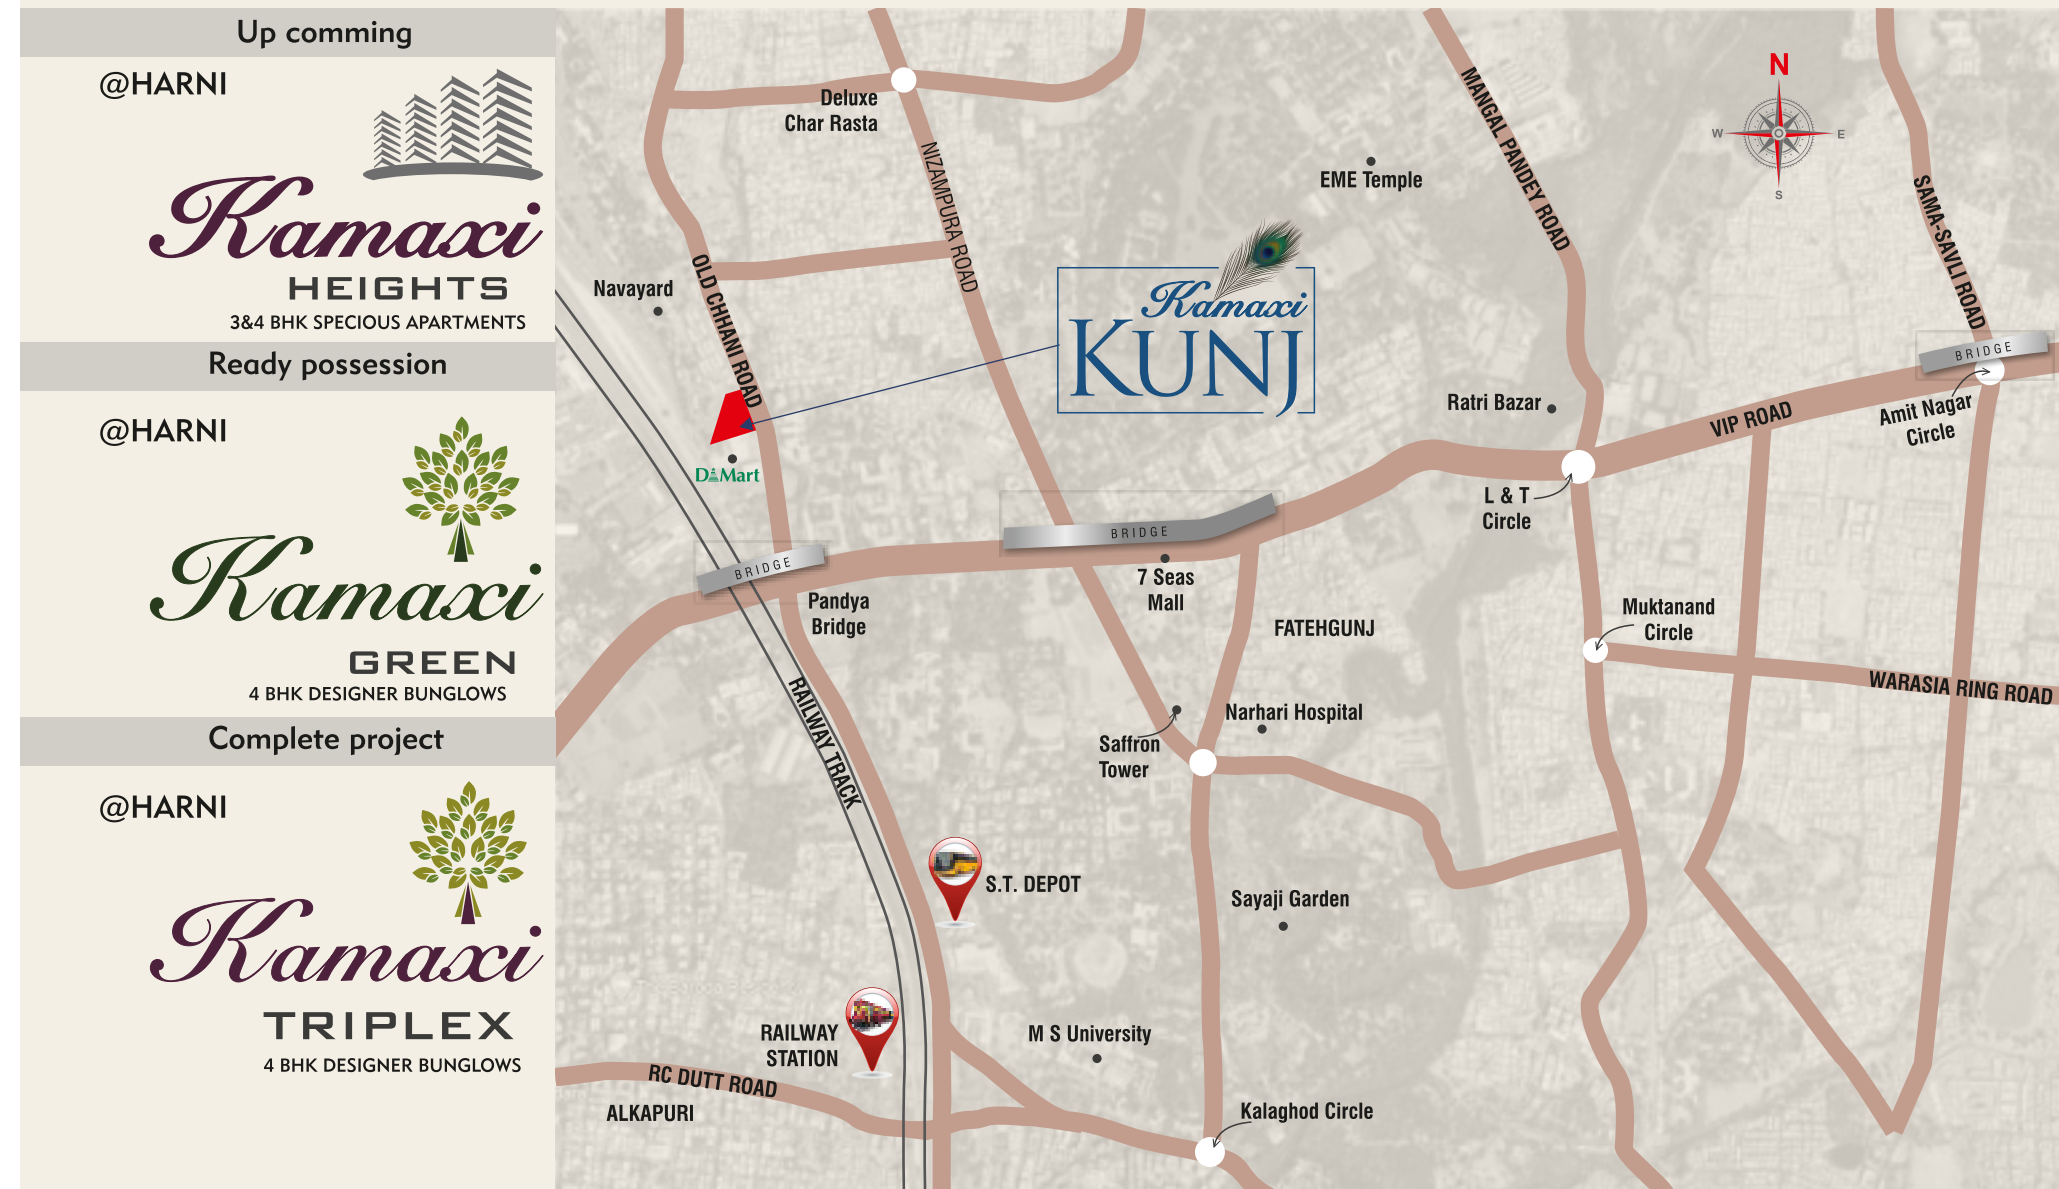 Up comming
@HARNI
Kamaxi
HEIGHTS
3&4 BHK SPECIOUS APARTMENTS
Ready possession
@HARNI
Kamaxi
GREEN
4 BHK DESIGNER BUNGLOWS
Complete project
@HARNI
Kamaxi
TRIPLEX
4 BHK DESIGNER BUNGLOWS
Deluxe
Char Rasta
NIZAMPURA ROAD
EME Temple
MANGAL PANDEY ROAD
N
W
E
S
SAMA-SAVLI ROAD
Navayard
OLD CHHANI ROAD
Kamaxi
KUNJ
D Mart
Ratri Bazar
VIP ROAD
BRIDGE
Amit Nagar
Circle
L & T
Circle
BRIDGE
7 Seas
Mall
BRIDGE
Pandya
Bridge
FATEHGUNJ
Muktanand
Circle
WARASIA RING ROAD
RAILWAY TRACK
Saffron
Tower
Narhari Hospital
S.T. DEPOT
Sayaji Garden
RAILWAY
STATION
M S University
RC DUTT ROAD
ALKAPURI
Kalaghod Circle